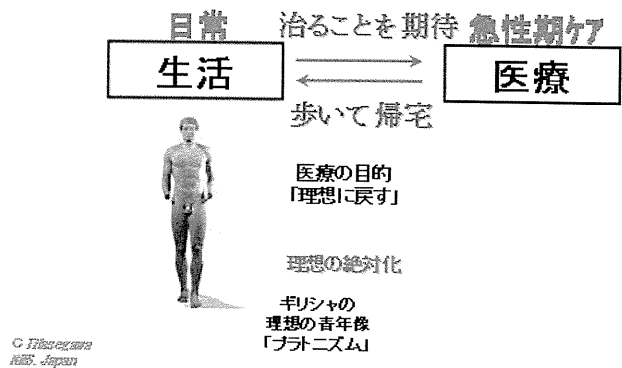 日常 治ることを期待 急性期ケア
生活 医療
歩いて帰宅
医療の目的
「理想に戻す」
理想の絶対化
ギリシャの
理想の青年像
「プラトニズム」
Japan